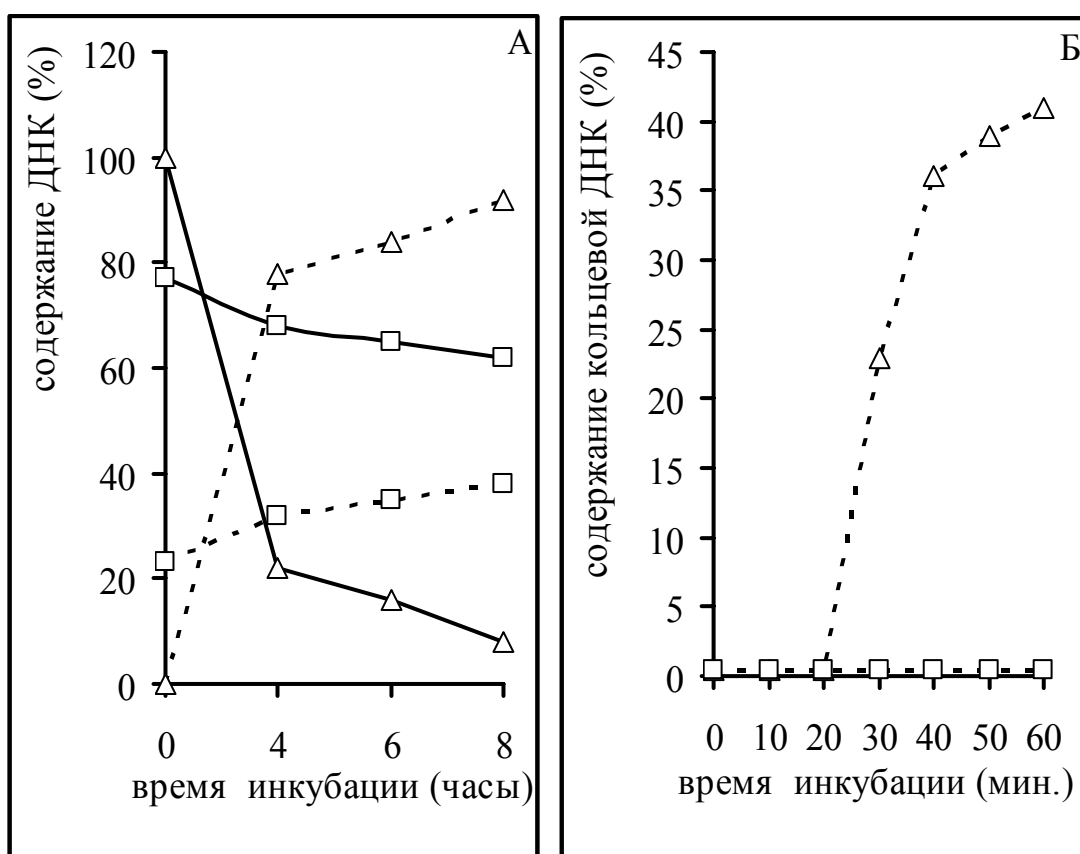 А
содержание ДНК (%)
120
100
80
60
40
20
0
0 4 6 8
время инкубации (часы)
Б
содержание кольцевой ДНК (%)
45
40
35
30
25
20
15
10
5
0
0 10 20 30 40 50 60
время инкубации (мин.)